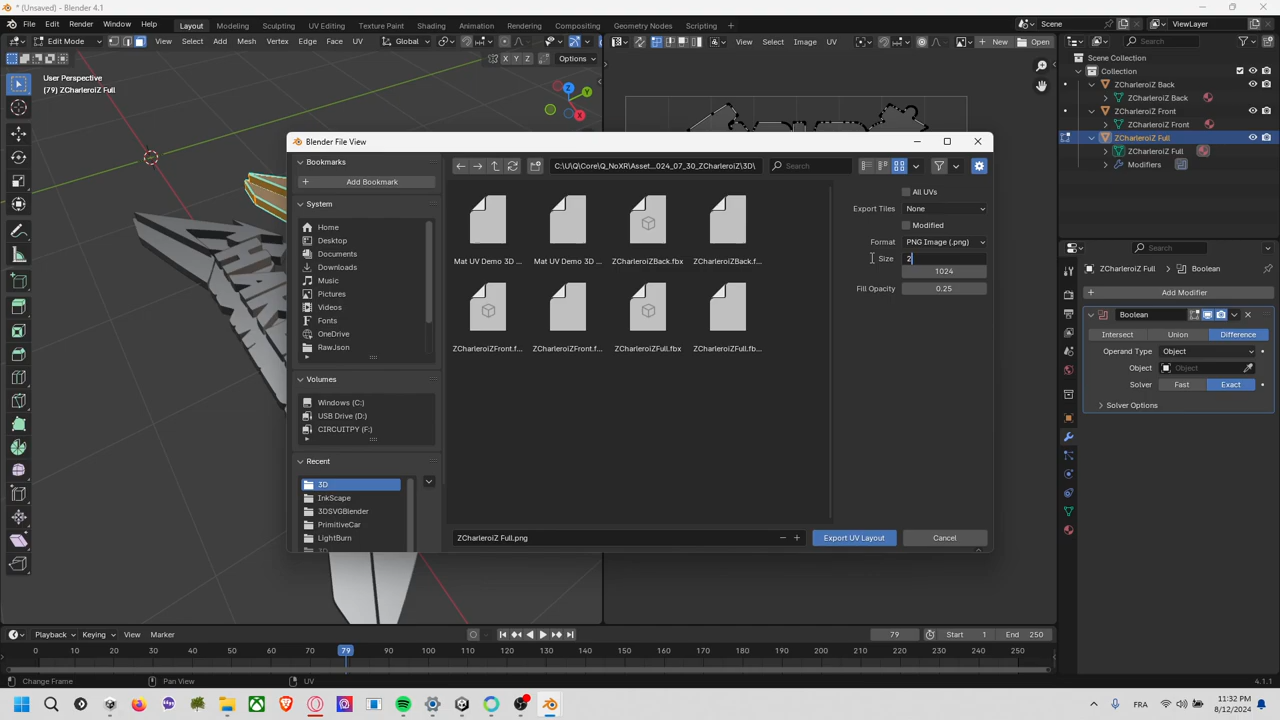 * (Unsaved) - Blender 4.1
File Edit Render Window Help Layout Modeling Sculpting UV Editing Texture Paint Shading Animation Rendering Compositing Geometry Nodes Scripting Scene ViewLayer
Edit Mode View Select Add Mesh Vertex Edge Face UV Global View Select Image UV New Open Search
X Y Z Options
User Perspective
(79) ZCharleroiZ Full
Z Y X
Scene Collection
Collection
ZCharleroiZ Back
ZCharleroiZ Back
ZCharleroiZ Front
ZCharleroiZ Front
ZCharleroiZ Full
ZCharleroiZ Full
Modifiers
Blender File View
Bookmarks
Add Bookmark
System
Home
Desktop
Documents
Downloads
Music
Pictures
Videos
Fonts
OneDrive
RawJson
Volumes
Windows (C:)
USB Drive (D:)
CIRCUITPY (F:)
Recent
3D
InkScape
3DSVGBlender
PrimitiveCar
LightBurn
C:\U\Q\Core\Q_NoXR\Asset...024_07_30_ZCharleroiZ\3D\ Search
Mat UV Demo 3D ... Mat UV Demo 3D ... ZCharleroiZBack.fbx ZCharleroiZBack.f...
ZCharleroiZFront.f... ZCharleroiZFront.f... ZCharleroiZFull.fbx ZCharleroiZFull.fb...
All UVs
Export Tiles None
Modified
Format PNG Image (.png)
Size 2
1024
Fill Opacity 0.25
ZCharleroiZ Full.png Export UV Layout Cancel
Search
ZCharleroiZ Full Boolean
Add Modifier
Boolean
Intersect Union Difference
Operand Type Object
Object Object
Solver Fast Exact
Solver Options
Playback Keying View Marker 79 Start 1 End 250
0 10 20 30 40 50 60 70 79 90 100 110 120 130 140 150 160 170 180 190 200 210 220 230 240 250
Change Frame Pan View UV 4.1.1
FRA 11:32 PM
8/12/2024